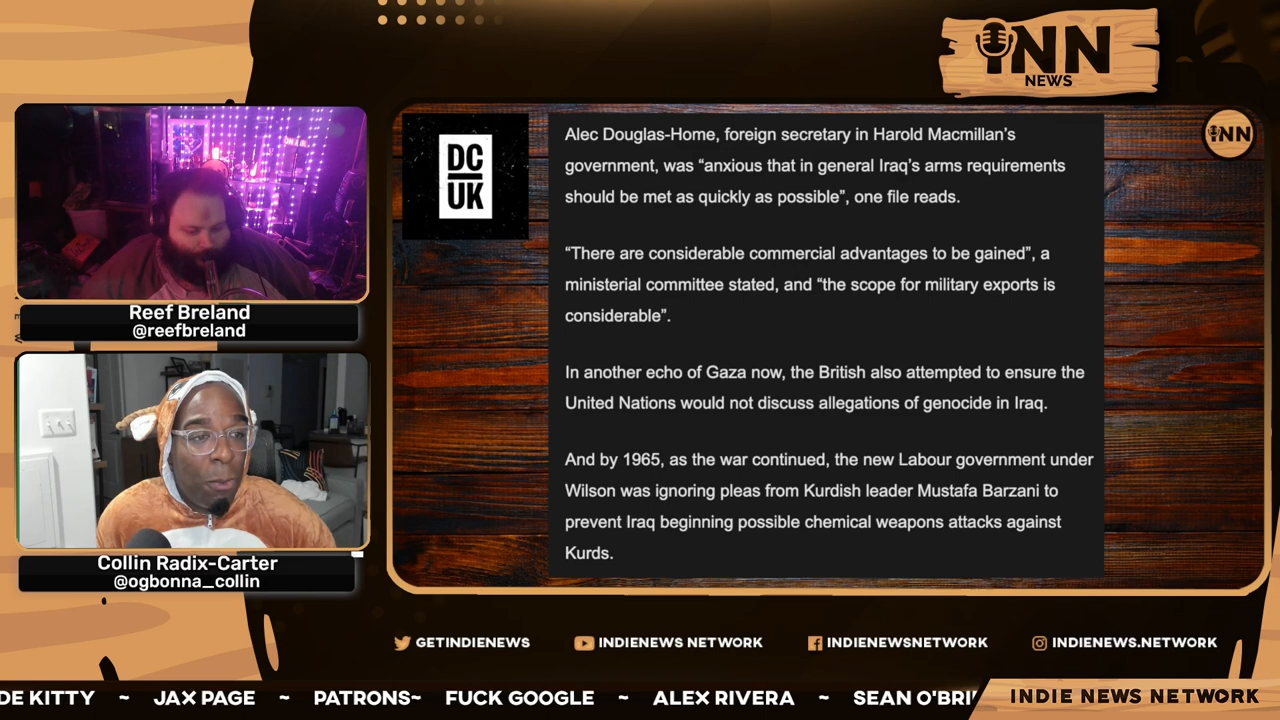 INN
NEWS
INN
DC
UK
Alec Douglas-Home, foreign secretary in Harold Macmillan’s
government, was “anxious that in general Iraq’s arms requirements
should be met as quickly as possible”, one file reads.
“There are considerable commercial advantages to be gained”, a
ministerial committee stated, and “the scope for military exports is
considerable”.
In another echo of Gaza now, the British also attempted to ensure the
United Nations would not discuss allegations of genocide in Iraq.
And by 1965, as the war continued, the new Labour government under
Wilson was ignoring pleas from Kurdish leader Mustafa Barzani to
prevent Iraq beginning possible chemical weapons attacks against
Kurds.
Reef Breland
@reefbreland
Collin Radix-Carter
@ogbonna_collin
GETINDIENEWS
INDIENEWS NETWORK
INDIENEWSNETWORK
INDIENEWS.NETWORK
DE KITTY ~ JAX PAGE ~ PATRONS~ FUCK GOOGLE ~ ALEX RIVERA ~ SEAN O'BRI
INDIE NEWS NETWORK